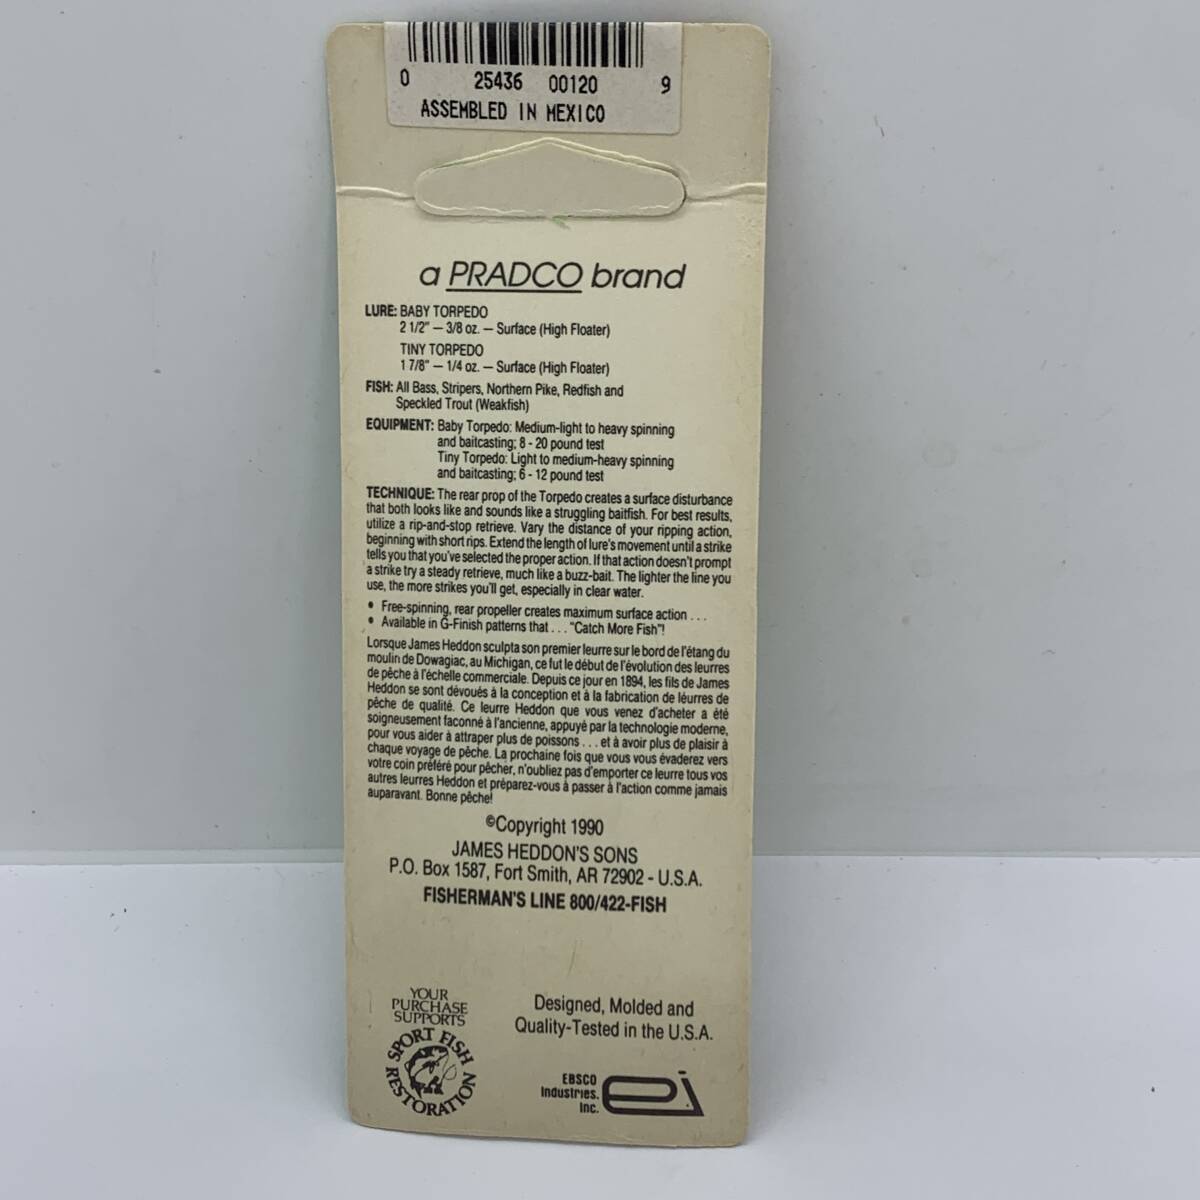 0 25436 00120 9
ASSEMBLED IN MEXICO
a PRADCO brand
LURE: BABY TORPEDO
2 1/2" — 3/8 oz. — Surface (High Floater)
TINY TORPEDO
1 7/8" — 1/4 oz. — Surface (High Floater)
FISH: All Bass, Stripers, Northern Pike, Redfish and
Speckled Trout (Weakfish)
EQUIPMENT: Baby Torpedo: Medium-light to heavy spinning
and baitcasting; 8 - 20 pound test
Tiny Torpedo: Light to medium-heavy spinning
and baitcasting; 6 - 12 pound test
TECHNIQUE: The rear prop of the Torpedo creates a surface disturbance
that both looks like and sounds like a struggling baitfish. For best results,
utilize a rip-and-stop retrieve. Vary the distance of your ripping action,
beginning with short rips. Extend the length of lure's movement until a strike
tells you that you've selected the proper action. If that action doesn't prompt
a strike try a steady retrieve, much like a buzz-bait. The lighter the line you
use, the more strikes you'll get, especially in clear water.
• Free-spinning, rear propeller creates maximum surface action . . .
• Available in G-Finish patterns that . . . "Catch More Fish"!
Lorsque James Heddon sculpta son premier leurre sur le bord de l'étang du
moulin de Dowagiac, au Michigan, ce fut le début de l'évolution des leurres
de pêche à l'échelle commerciale. Depuis ce jour en 1894, les fils de James
Heddon se sont dévoués à la conception et à la fabrication de léurres de
pêche de qualité. Ce leurre Heddon que vous venez d'acheter a été
soigneusement faconné à l'ancienne, appuyé par la technologie moderne,
pour vous aider à attraper plus de poissons . . . et à avoir plus de plaisir à
chaque voyage de pêche. La prochaine fois que vous vous évaderez vers
votre coin préféré pour pêcher, n'oubliez pas d'emporter ce leurre tous vos
autres leurres Heddon et préparez-vous à passer à l'action comme jamais
auparavant. Bonne pêche!
©Copyright 1990
JAMES HEDDON'S SONS
P.O. Box 1587, Fort Smith, AR 72902 - U.S.A.
FISHERMAN'S LINE 800/422-FISH
YOUR
PURCHASE
SUPPORTS
SPORT FISH
RESTORATION
Designed, Molded and
Quality-Tested in the U.S.A.
EBSCO
Industries,
Inc.
ei